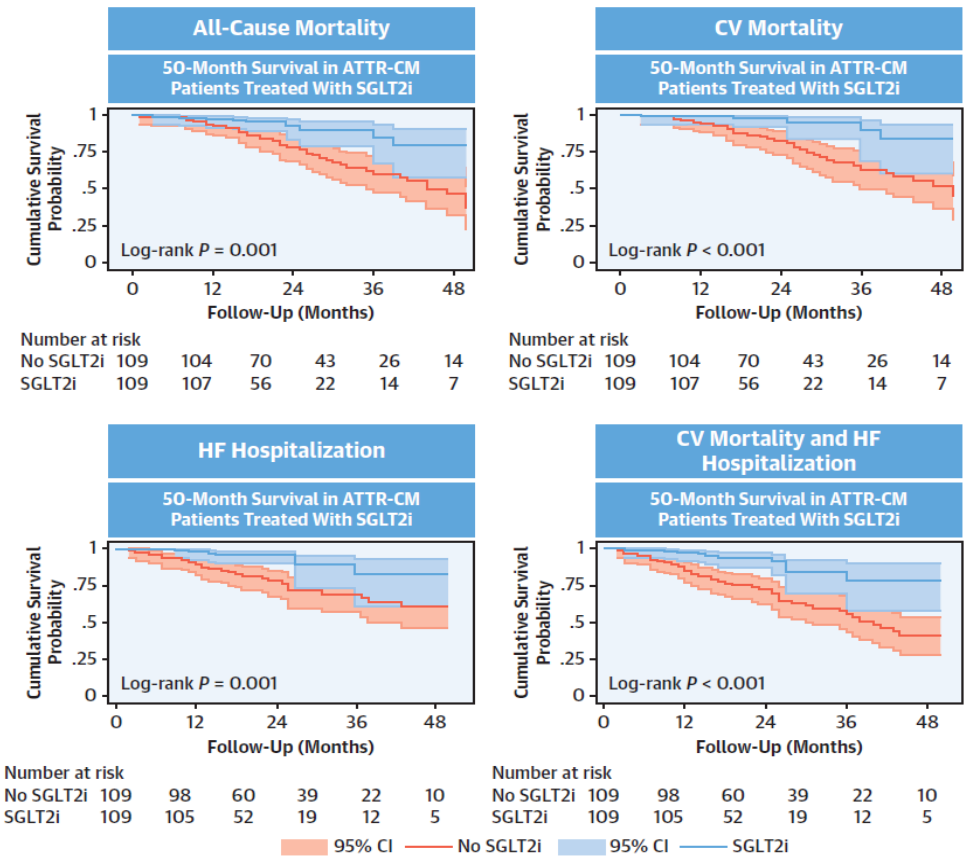 All-Cause Mortality
50-Month Survival in ATTR-CM
Patients Treated With SGLT2i
Cumulative Survival
Probability
1
.75
.5
.25
0
Log-rank P = 0.001
0 12 24 36 48
Follow-Up (Months)
Number at risk
No SGLT2i 109 104 70 43 26 14
SGLT2i 109 107 56 22 14 7
CV Mortality
50-Month Survival in ATTR-CM
Patients Treated With SGLT2i
Cumulative Survival
Probability
1
.75
.5
.25
0
Log-rank P < 0.001
0 12 24 36 48
Follow-Up (Months)
Number at risk
No SGLT2i 109 104 70 43 26 14
SGLT2i 109 107 56 22 14 7
HF Hospitalization
50-Month Survival in ATTR-CM
Patients Treated With SGLT2i
Cumulative Survival
Probability
1
.75
.5
.25
0
Log-rank P = 0.001
0 12 24 36 48
Follow-Up (Months)
Number at risk
No SGLT2i 109 98 60 39 22 10
SGLT2i 109 105 52 19 12 5
CV Mortality and HF
Hospitalization
50-Month Survival in ATTR-CM
Patients Treated With SGLT2i
Cumulative Survival
Probability
1
.75
.5
.25
0
Log-rank P < 0.001
0 12 24 36 48
Follow-Up (Months)
Number at risk
No SGLT2i 109 98 60 39 22 10
SGLT2i 109 105 52 19 12 5
95% CI No SGLT2i 95% CI SGLT2i